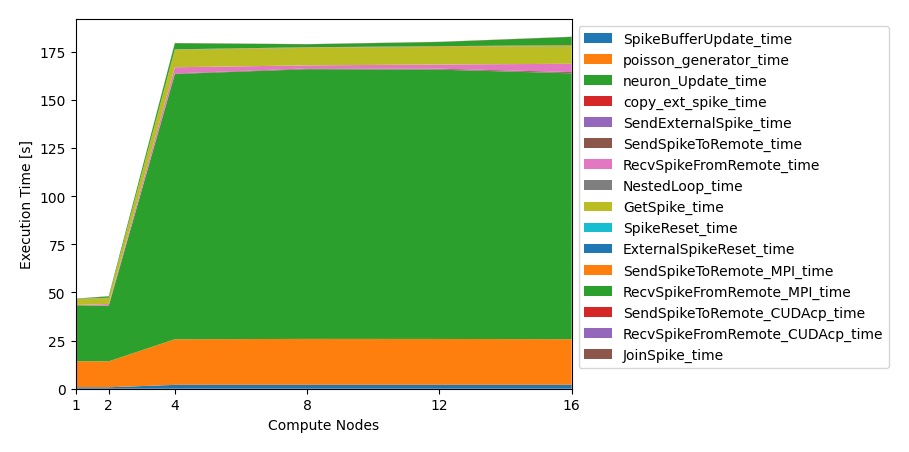 175
150
125
100
75
50
25
0
Execution Time [s]
1 2 4 8 12 16
Compute Nodes
SpikeBufferUpdate_time
poisson_generator_time
neuron_Update_time
copy_ext_spike_time
SendExternalSpike_time
SendSpikeToRemote_time
RecvSpikeFromRemote_time
NestedLoop_time
GetSpike_time
SpikeReset_time
ExternalSpikeReset_time
SendSpikeToRemote_MPI_time
RecvSpikeFromRemote_MPI_time
SendSpikeToRemote_CUDAcp_time
RecvSpikeFromRemote_CUDAcp_time
JoinSpike_time